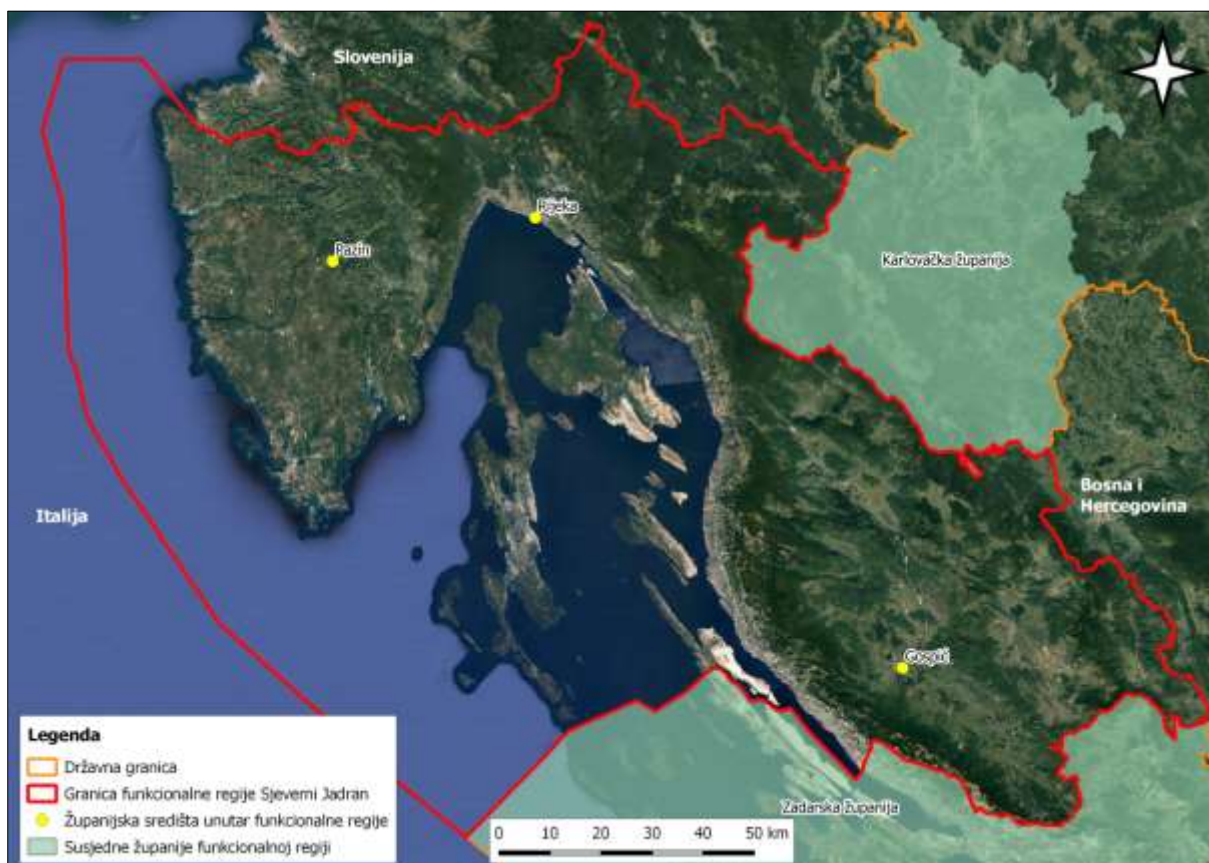 Slovenija
Rijeka
Pazin
Karlovačka županija
Bosna i
Hercegovina
Italija
Gospić
Zadarska županija
Legenda
Državna granica
Granica funkcionalne regije Sjeverni Jadran
Županijska središta unutar funkcionalne regije
Susjedne županije funkcionalnoj regiji
0 10 20 30 40 50 km